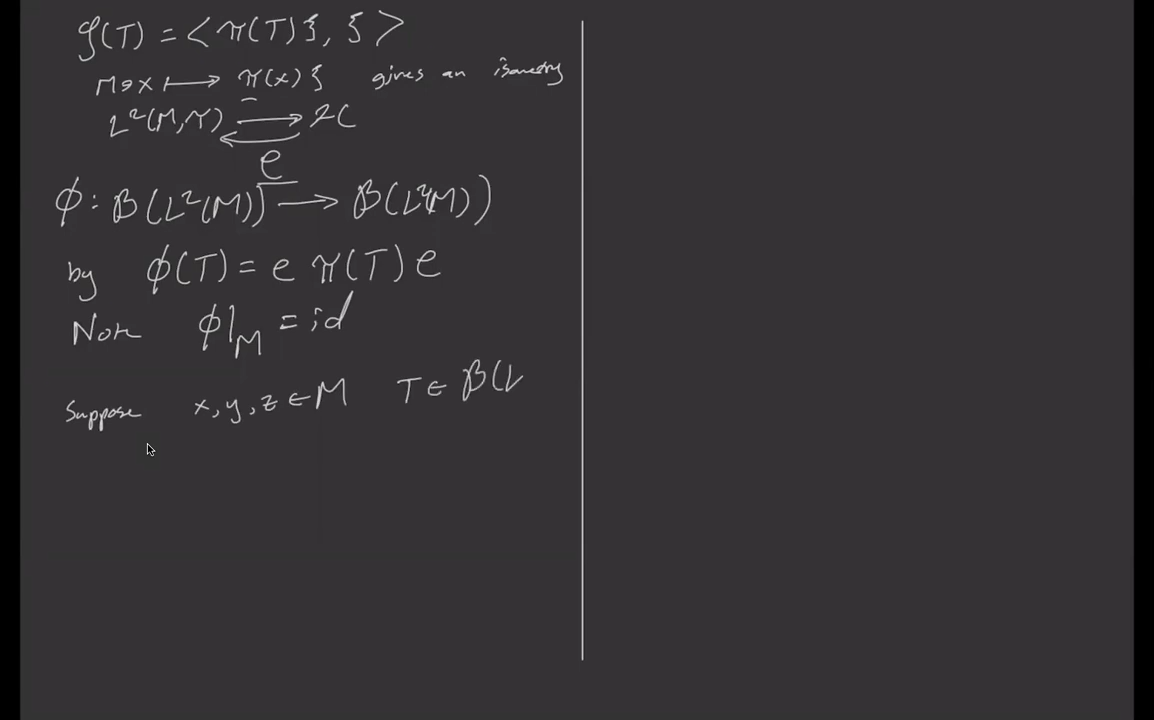 φ(T) = < π(T)ξ, ξ >
M∋x ⟼ π(x)ξ gives an isometry
L²(M,τ) ⟶ ℋ
⟵
e
ϕ : B(L²(M)) ⟶ B(L²(M))
by ϕ(T) = e π(T) e
Note ϕ|_M = id
Suppose x, y, z ∈ M T ∈ B(L